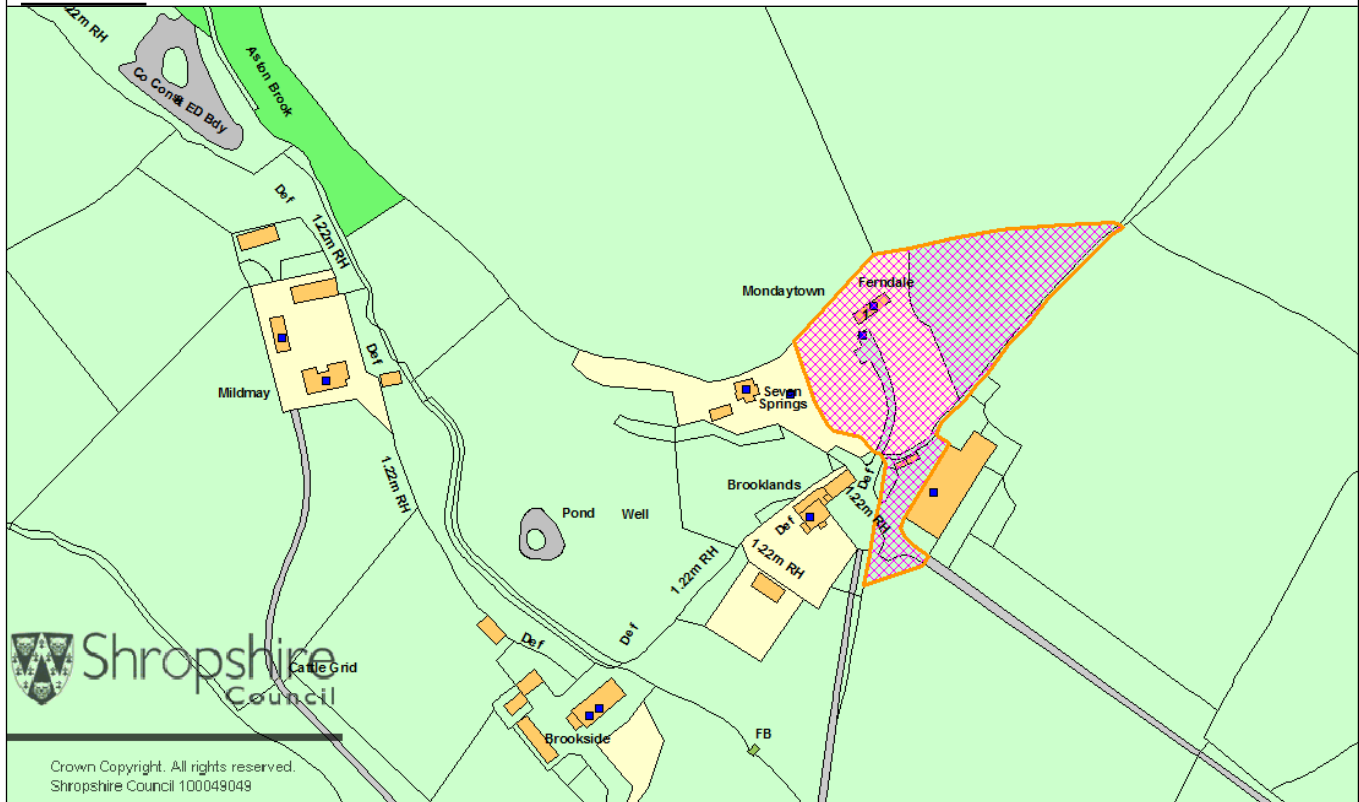 1.22m RH
Co Const & ED Bdy
Aston Brook
Def
1.22m RH
Def
Mildmay
1.22m RH
Mondaytown
Ferndale
1
Seven
Springs
Brooklands
Def
1.22m RH
Def
1.22m RH
Pond
Well
1.22m RH
Def
Def
Cattle Grid
Brookside
FB
Shropshire
Council
Crown Copyright. All rights reserved.
Shropshire Council 100049049